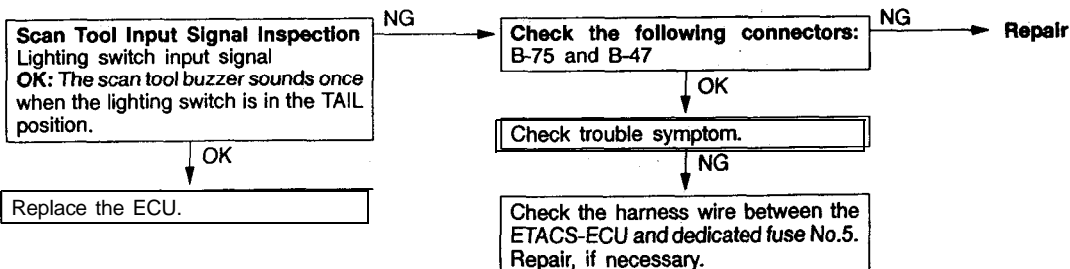 Scan Tool Input Signal Inspection
Lighting switch input signal
OK: The scan tool buzzer sounds once
when the lighting switch is in the TAIL
position.
OK
Replace the ECU.
NG
Check the following connectors:
B-75 and B-47
NG
Repair
OK
Check trouble symptom.
NG
Check the harness wire between the
ETACS-ECU and dedicated fuse No.5.
Repair, if necessary.